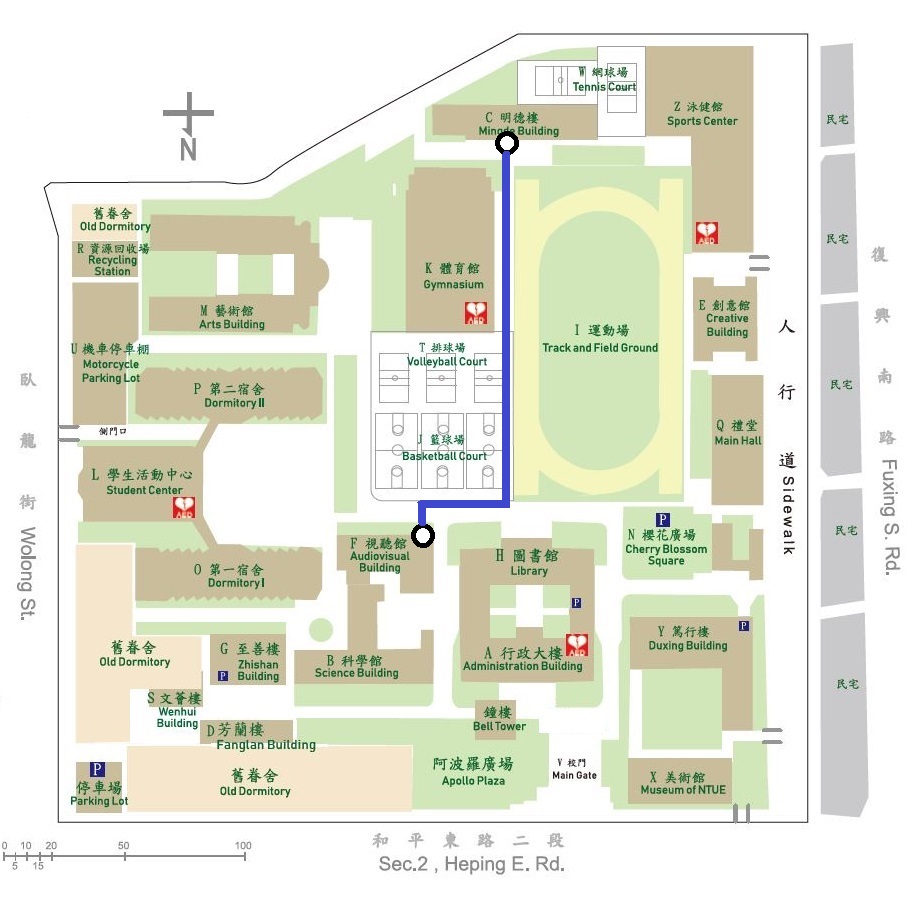 W 網球場
Tennis Court
C 明德樓
Mingde Building
Z 泳健館
Sports Center
民宅
N
舊眷舍
Old Dormitory
R 資源回收場
Recycling
Station
K 體育館
Gymnasium
AED
AED
民宅
復
興
南
路
Fuxing S. Rd.
M 藝術館
Arts Building
E 創意館
Creative
Building
I 運動場
Track and Field Ground
人
行
道
Sidewalk
U 機車停車棚
Motorcycle
Parking Lot
T 排球場
Volleyball Court
P 第二宿舍
Dormitory II
民宅
臥
龍
街
Wolong St.
側門口
J 籃球場
Basketball Court
Q 禮堂
Main Hall
L 學生活動中心
Student Center
AED
P
N 櫻花廣場
Cherry Blossom
Square
民宅
F 視聽館
Audiovisual
Building
H 圖書館
Library
O 第一宿舍
Dormitory I
P
舊眷舍
Old Dormitory
G 至善樓
Zhishan
Building
P
B 科學館
Science Building
A 行政大樓
Administration Building
AED
Y 篤行樓
Duxing Building
P
民宅
S 文薈樓
Wenhui
Building
鐘樓
Bell Tower
D 芳蘭樓
Fanglan Building
P
停車場
Parking Lot
舊眷舍
Old Dormitory
阿波羅廣場
Apollo Plaza
V 校門
Main Gate
X 美術館
Museum of NTUE
0 10 20 50 100
5 15
和平東路二段
Sec.2 , Heping E. Rd.